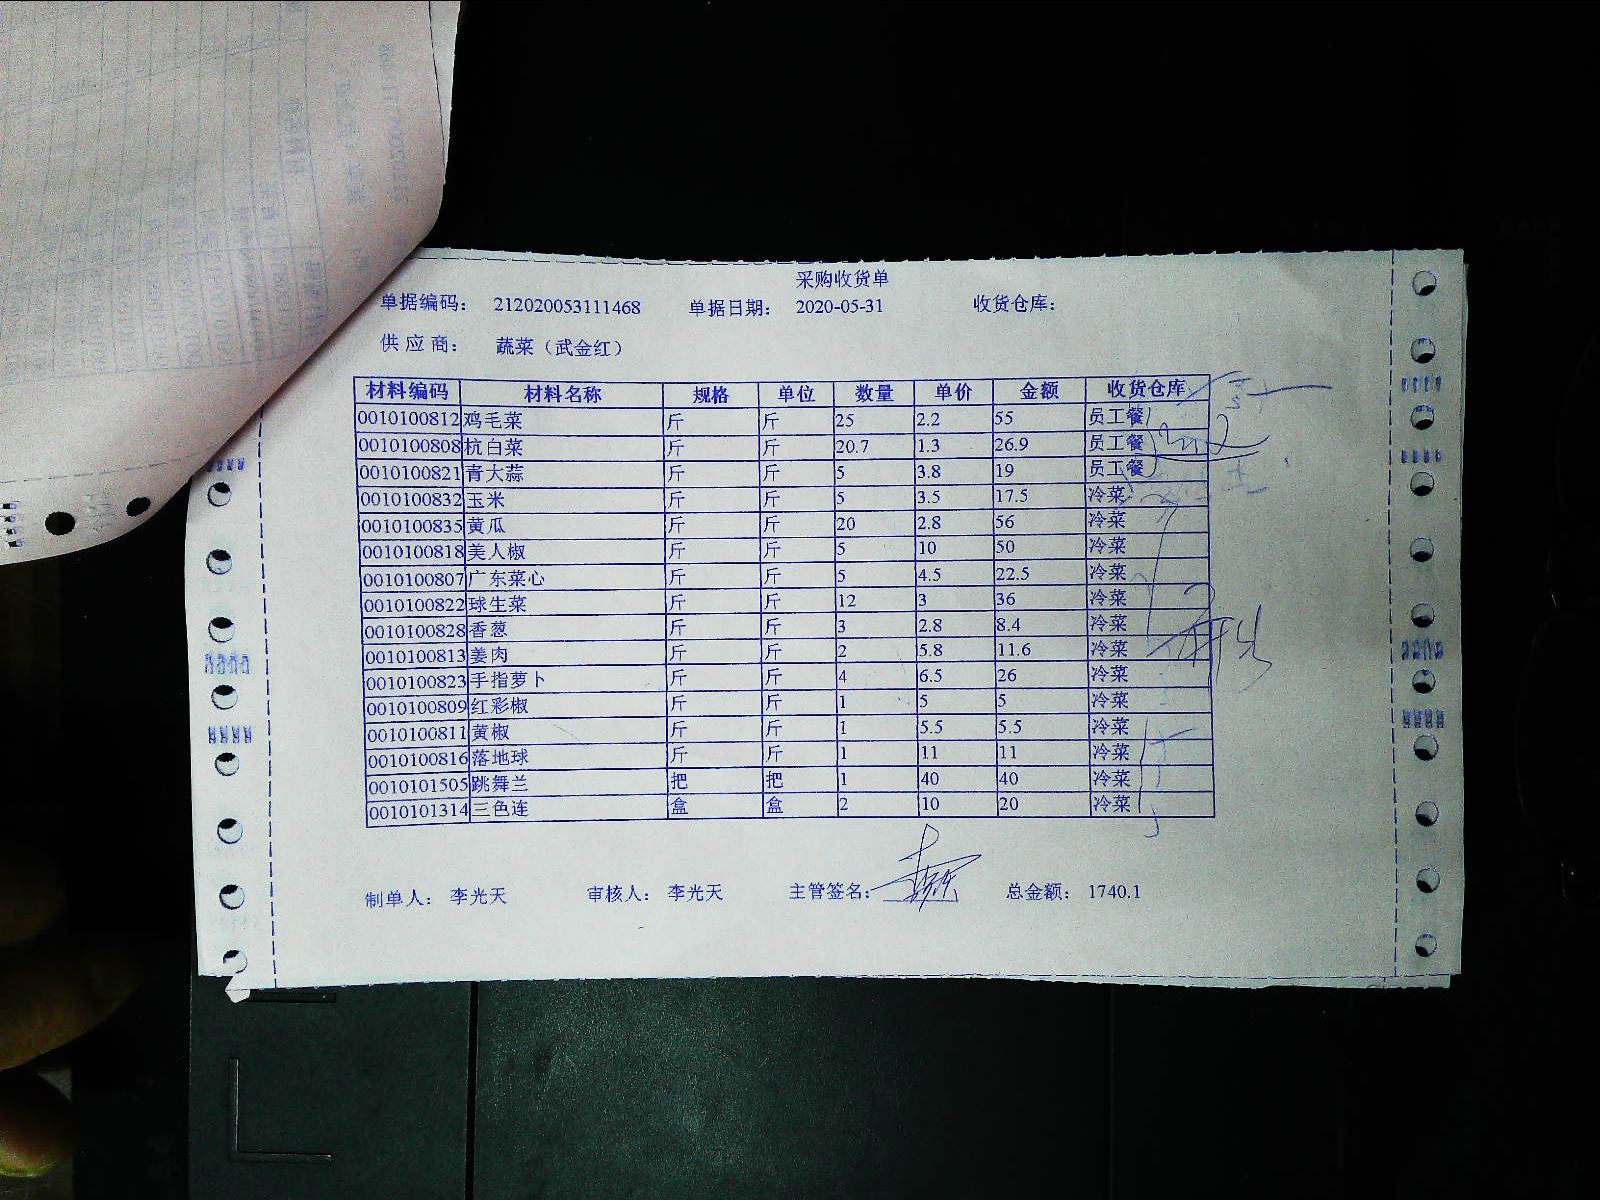 采购收货单
单据编码： 212020053111468 单据日期： 2020-05-31 收货仓库：
供应商： 蔬菜（武金红）
材料编码 材料名称 规格 单位 数量 单价 金额 收货仓库
0010100812 鸡毛菜 斤 斤 25 2.2 55 员工餐
0010100808 杭白菜 斤 斤 20.7 1.3 26.9 员工餐
0010100821 青大蒜 斤 斤 5 3.8 19 员工餐
0010100832 玉米 斤 斤 5 3.5 17.5 冷菜
0010100835 黄瓜 斤 斤 20 2.8 56 冷菜
0010100818 美人椒 斤 斤 5 10 50 冷菜
0010100807 广东菜心 斤 斤 5 4.5 22.5 冷菜
0010100822 球生菜 斤 斤 12 3 36 冷菜
0010100828 香葱 斤 斤 3 2.8 8.4 冷菜
0010100813 姜肉 斤 斤 2 5.8 11.6 冷菜
0010100823 手指萝卜 斤 斤 4 6.5 26 冷菜
0010100809 红彩椒 斤 斤 1 5 5 冷菜
0010100811 黄椒 斤 斤 1 5.5 5.5 冷菜
0010100816 落地球 斤 斤 1 11 11 冷菜
0010101505 跳舞兰 把 把 1 40 40 冷菜
0010101314 三色连 盒 盒 2 10 20 冷菜
制单人： 李光天 审核人： 李光天 主管签名： 总金额： 1740.1